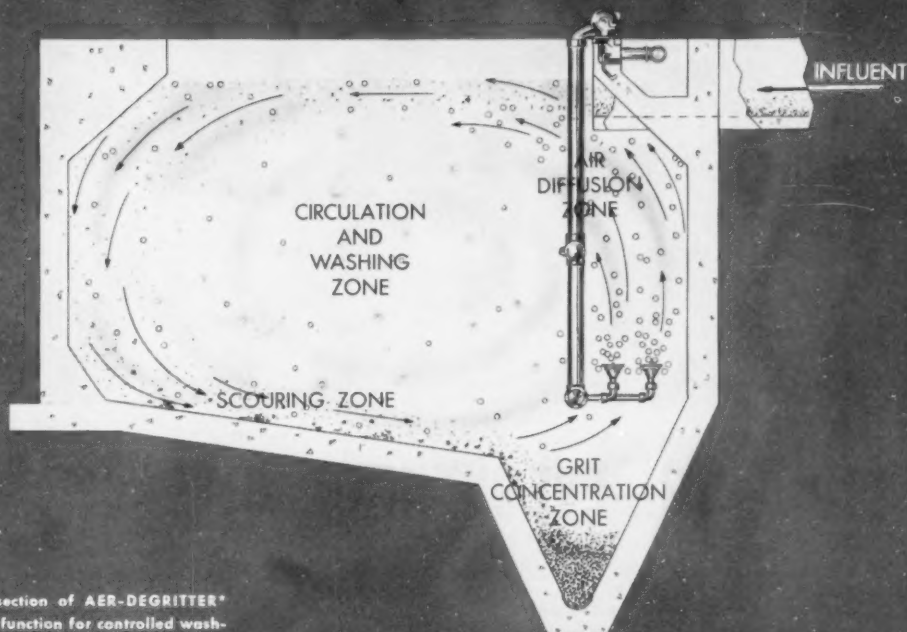 INFLUENT
AIR
DIFFUSION
ZONE
CIRCULATION
AND
WASHING
ZONE
SCOURING ZONE
GRIT
CONCENTRATION
ZONE
section of AER-DEGRITTER*
function for controlled wash-